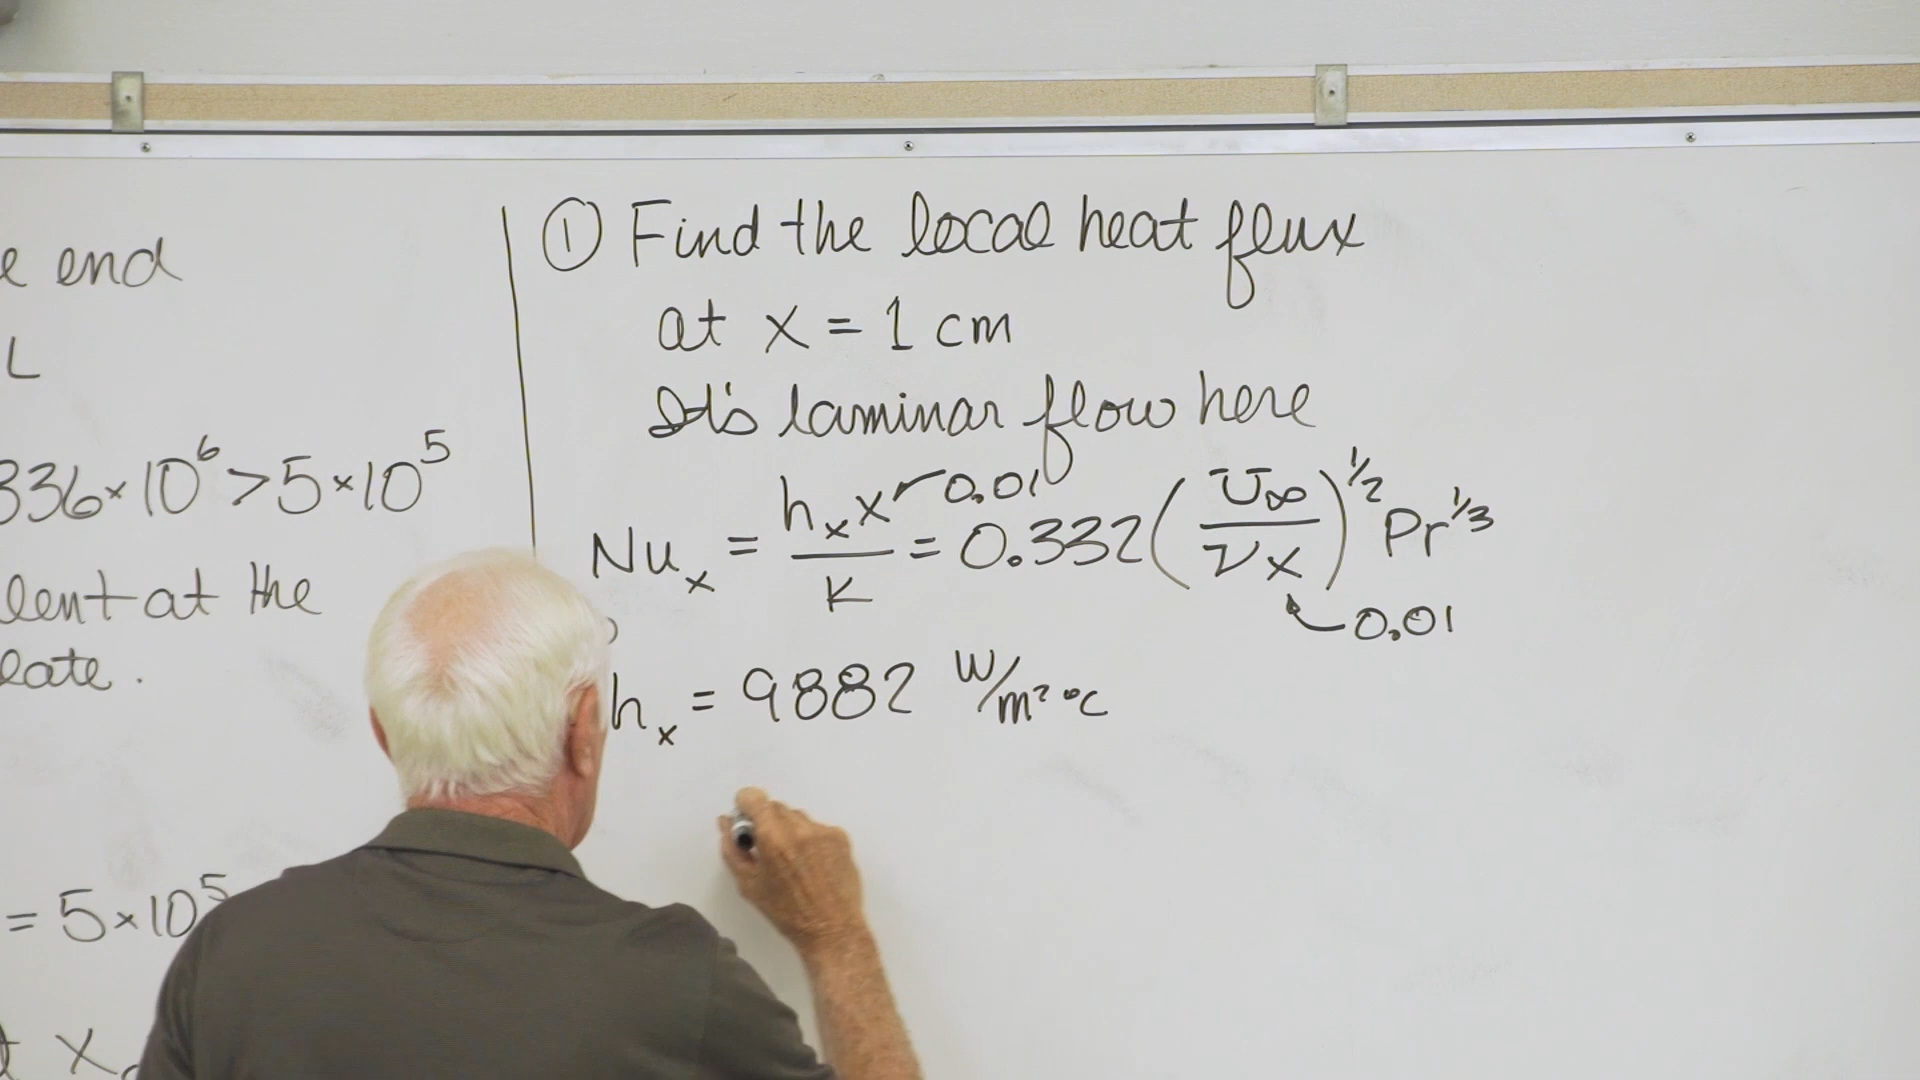 end
L
336×10⁶ > 5×10⁵
at the
= 5×10⁵
x
① Find the local heat flux
at x = 1 cm
It's laminar flow here
Nuₓ = hₓx/k = 0.332 (U∞/νx)^1/2 Pr^1/3
0.01
0.01
hₓ = 9882 W/m² °C